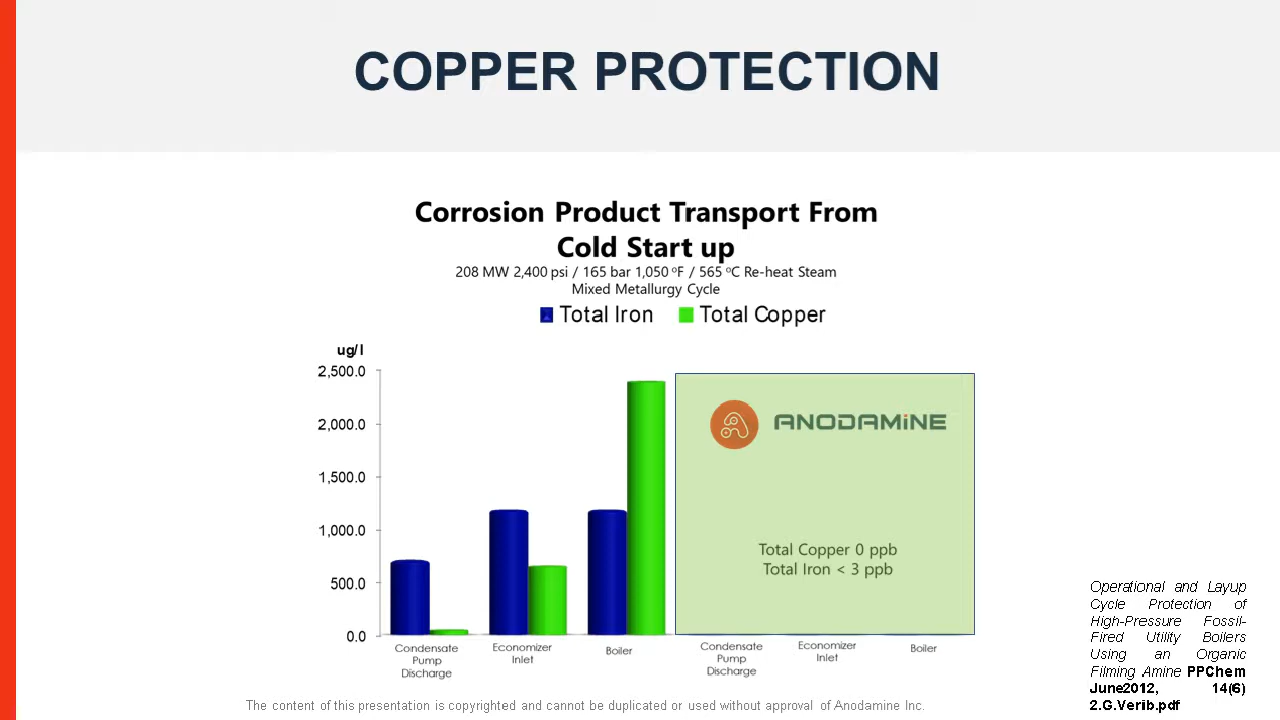 COPPER PROTECTION
Corrosion Product Transport From
Cold Start up
208 MW 2,400 psi / 165 bar 1,050 ºF / 565 ºC Re-heat Steam
Mixed Metallurgy Cycle
Total Iron Total Copper
ug/l
2,500.0
2,000.0
1,500.0
1,000.0
500.0
0.0
ANODAMiNE
Total Copper 0 ppb
Total Iron < 3 ppb
Condensate
Pump
Discharge
Economizer
Inlet
Boiler
Condensate
Pump
Discharge
Economizer
Inlet
Boiler
Operational and Layup
Cycle Protection of
High-Pressure Fossil-
Fired Utility Boilers
Using an Organic
Filming Amine PPChem
June2012, 14(6)
2.G.Verib.pdf
The content of this presentation is copyrighted and cannot be duplicated or used without approval of Anodamine Inc.